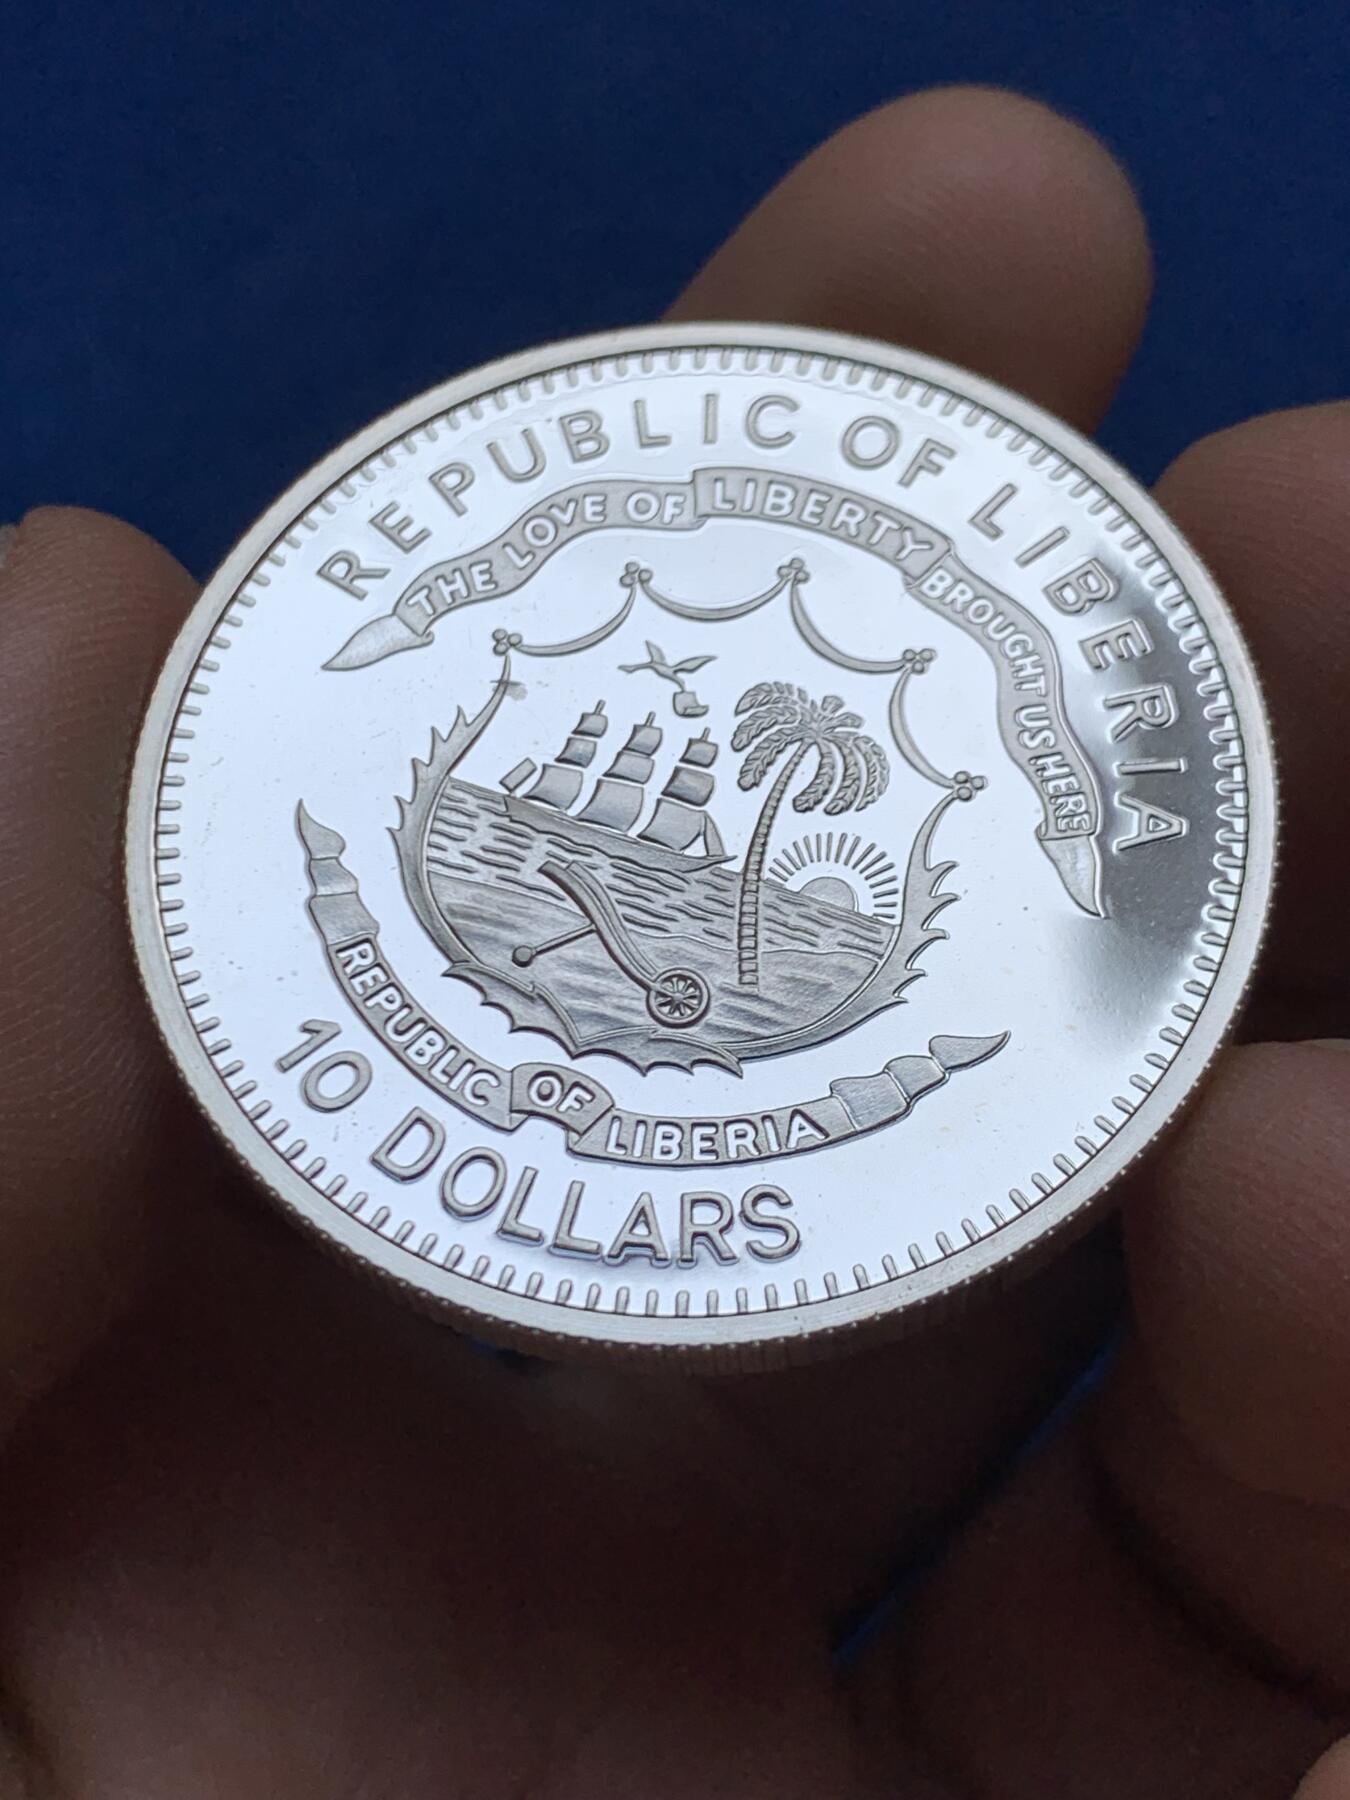 REPUBLIC OF LIBERIA
THE LOVE OF LIBERTY BROUGHT US HERE
REPUBLIC OF LIBERIA
10 DOLLARS